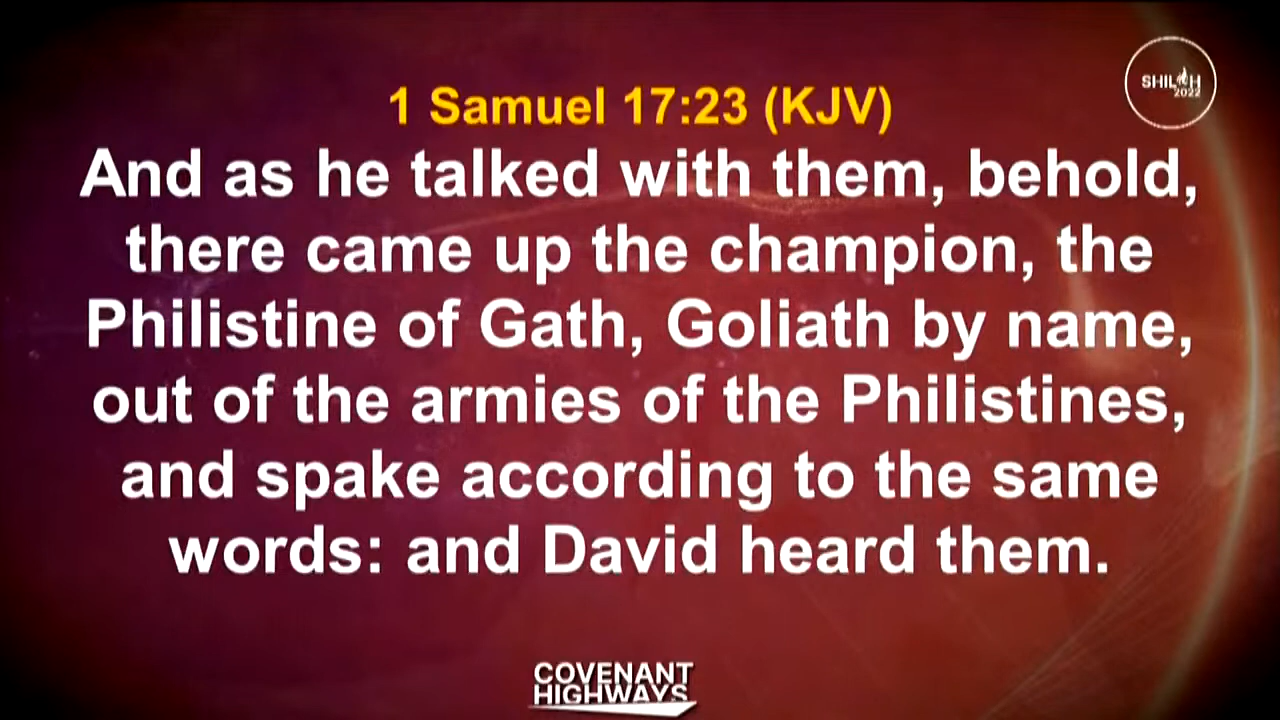 SHILOH
2022
1 Samuel 17:23 (KJV)
And as he talked with them, behold,
there came up the champion, the
Philistine of Gath, Goliath by name,
out of the armies of the Philistines,
and spake according to the same
words: and David heard them.
COVENANT
HIGHWAYS